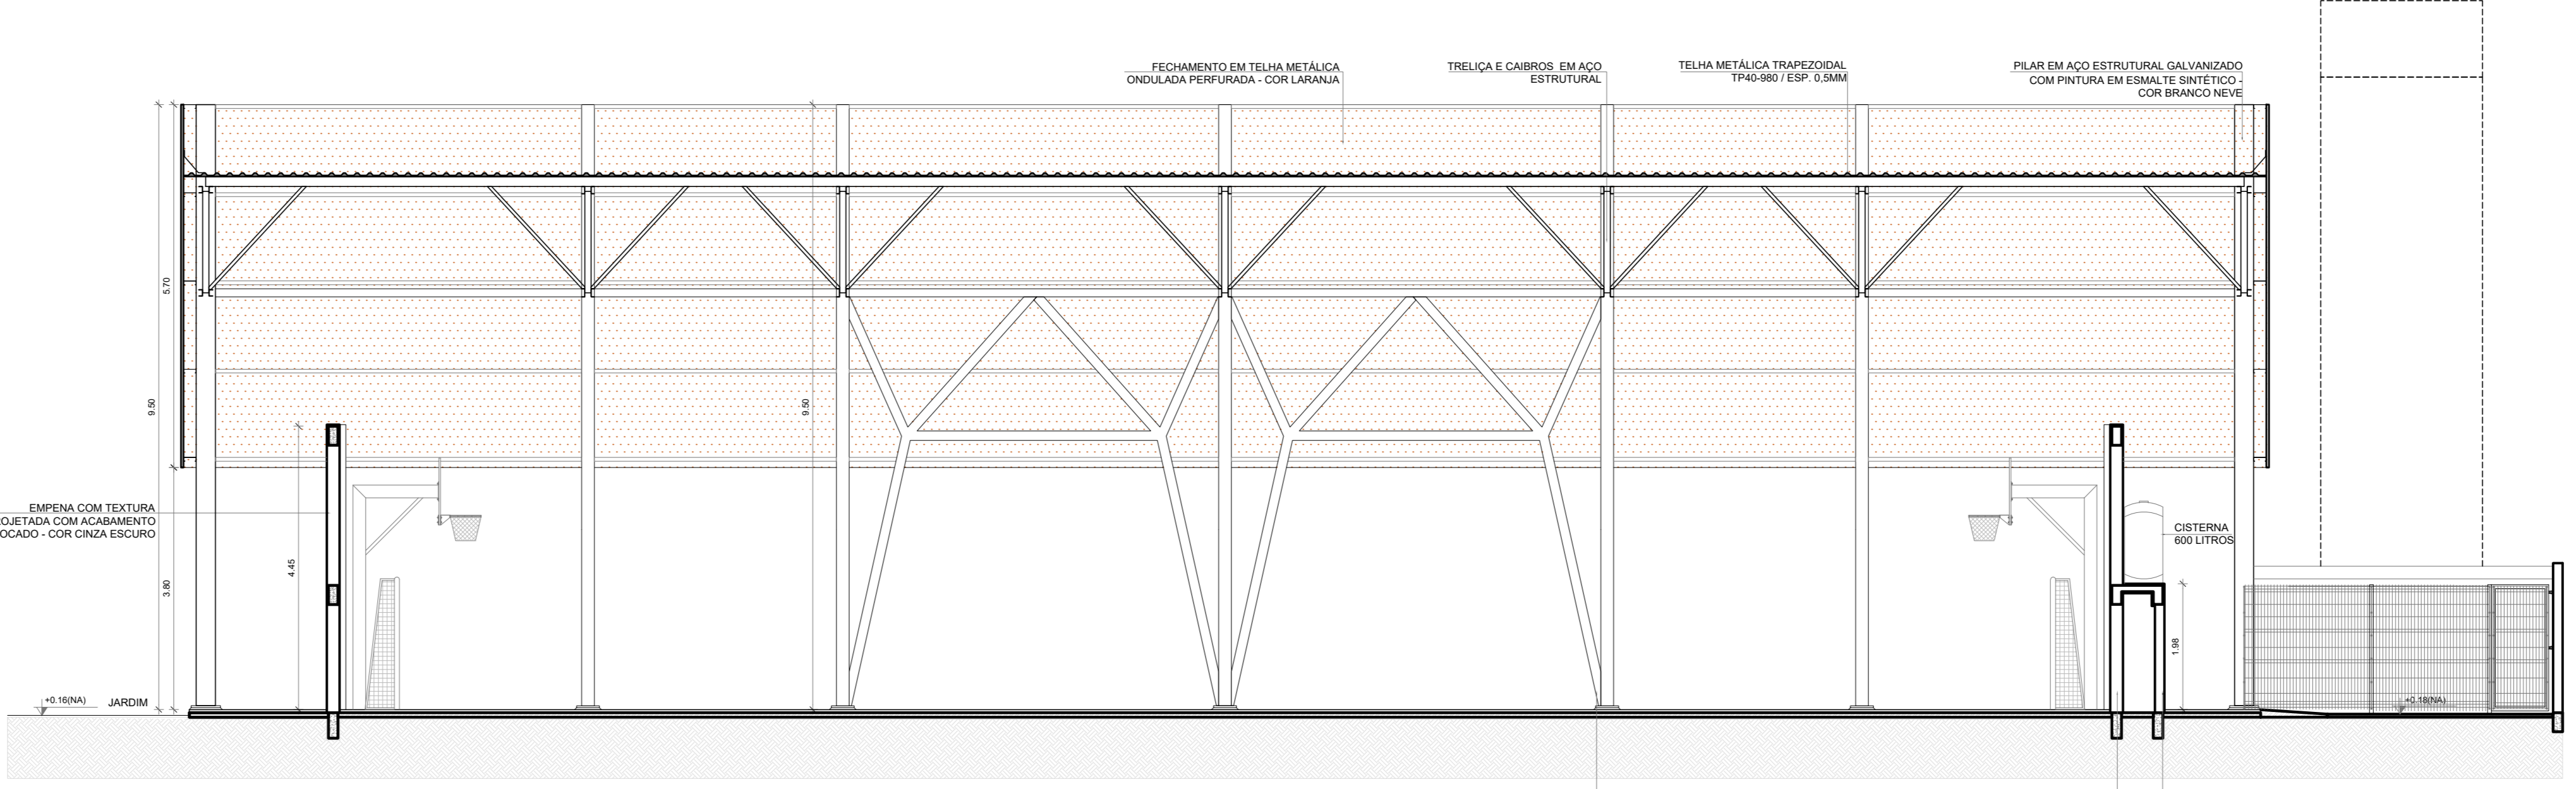 FECHAMENTO EM TELHA METÁLICA
ONDULADA PERFURADA - COR LARANJA
TRELIÇA E CAIBROS EM AÇO
ESTRUTURAL
TELHA METÁLICA TRAPEZOIDAL
TP40-980 / ESP. 0,5MM
PILAR EM AÇO ESTRUTURAL GALVANIZADO
COM PINTURA EM ESMALTE SINTÉTICO -
COR BRANCO NEVE
5.70
9.50
9.50
EMPENA COM TEXTURA
OJETADA COM ACABAMENTO
OCADO - COR CINZA ESCURO
4.45
3.80
CISTERNA
600 LITROS
1.98
+0.16(NA)
JARDIM
+0.18(NA)